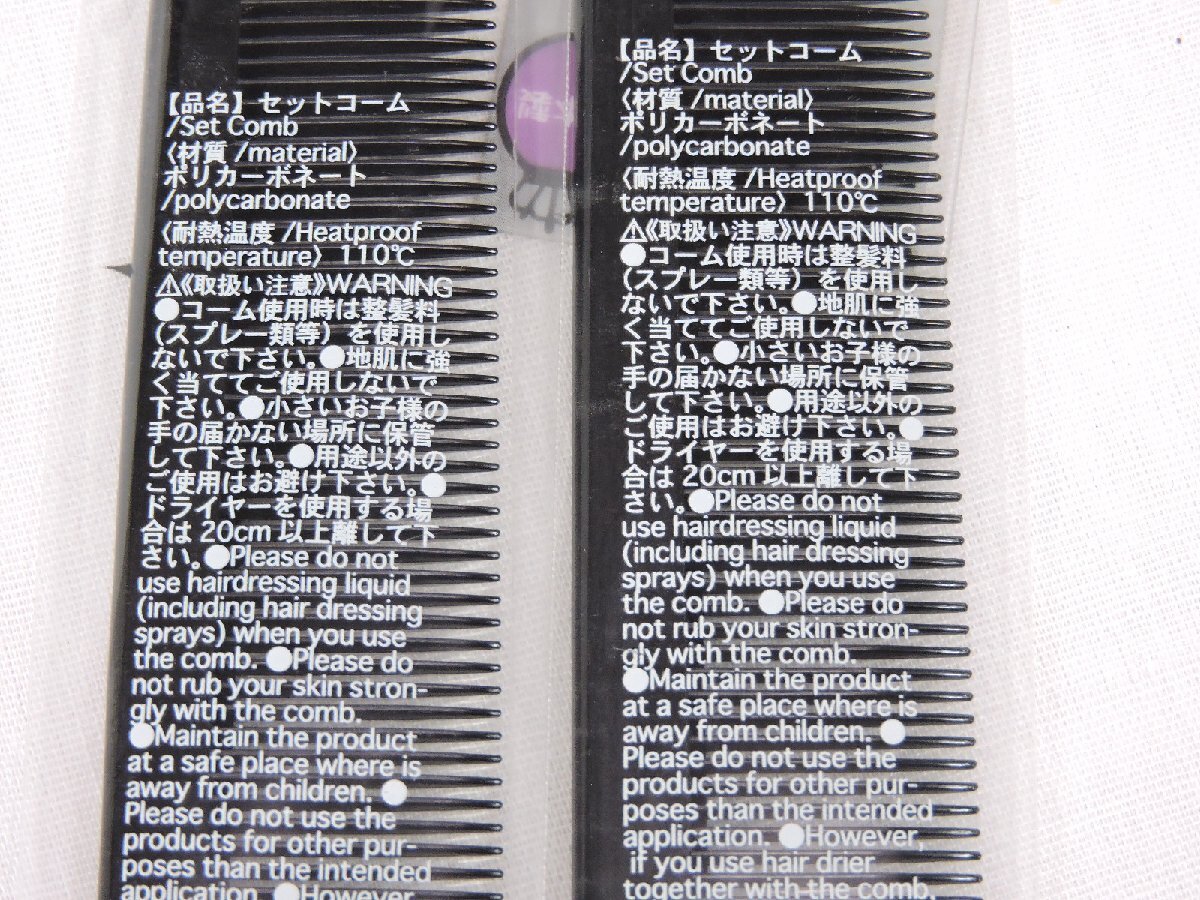 【品名】セットコーム
/Set Comb
〈材質 /material〉
ポリカーボネート
/polycarbonate
〈耐熱温度 /Heatproof
temperature〉 110℃
⚠《取扱い注意》WARNING
●コーム使用時は整髪料
(スプレー類等）を使用し
ないで下さい。●地肌に強
く当ててご使用しないで
下さい。●小さいお子様の
手の届かない場所に保管
して下さい。●用途以外の
ご使用はお避け下さい。●
ドライヤーを使用する場
合は 20cm 以上離して下
さい。●Please do not
use hairdressing liquid
(including hair dressing
sprays) when you use
the comb. ●Please do
not rub your skin stron-
gly with the comb.
●Maintain the product
at a safe place where is
away from children. ●
Please do not use the
products for other pur-
poses than the intended
application. ●However,
【品名】セットコーム
/Set Comb
〈材質 /material〉
ポリカーボネート
/polycarbonate
〈耐熱温度 /Heatproof
temperature〉 110℃
⚠《取扱い注意》WARNING
●コーム使用時は整髪料
(スプレー類等）を使用し
ないで下さい。●地肌に強
く当ててご使用しないで
下さい。●小さいお子様の
手の届かない場所に保管
して下さい。●用途以外の
ご使用はお避け下さい。●
ドライヤーを使用する場
合は 20cm 以上離して下
さい。●Please do not
use hairdressing liquid
(including hair dressing
sprays) when you use
the comb. ●Please do
not rub your skin stron-
gly with the comb.
●Maintain the product
at a safe place where is
away from children. ●
Please do not use the
products for other pur-
poses than the intended
application. ●However,
if you use hair drier
together with the comb,